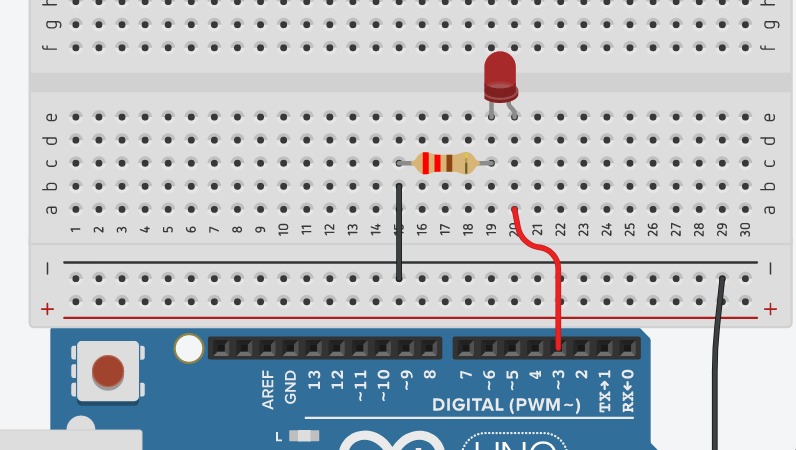 h h
g g
f f
e e
d d
c c
b b
a a
1 2 3 4 5 6 7 8 9 10 11 12 13 14 15 16 17 18 19 20 21 22 23 24 25 26 27 28 29 30
− −
+ +
AREF GND 13 12 ~11 ~10 ~9 8 7 ~6 ~5 4 ~3 2 TX→1 RX←0
DIGITAL (PWM~)
L
UNO